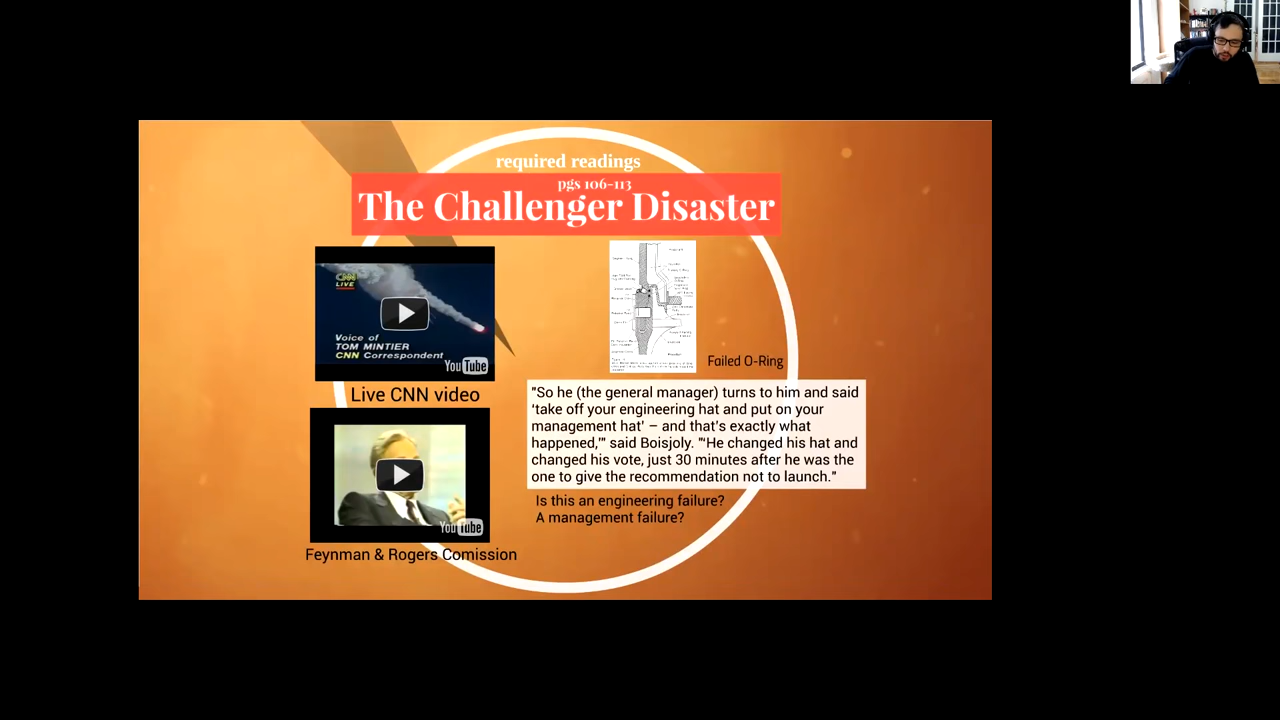 required readings
pgs 106-113
The Challenger Disaster
CNN
LIVE
Voice of
TOM MINTIER
CNN Correspondent
YouTube
Live CNN video
Failed O-Ring
"So he (the general manager) turns to him and said
‘take off your engineering hat and put on your
management hat’ – and that’s exactly what
happened,’" said Boisjoly. "‘He changed his hat and
changed his vote, just 30 minutes after he was the
one to give the recommendation not to launch."
Is this an engineering failure?
A management failure?
YouTube
Feynman & Rogers Comission